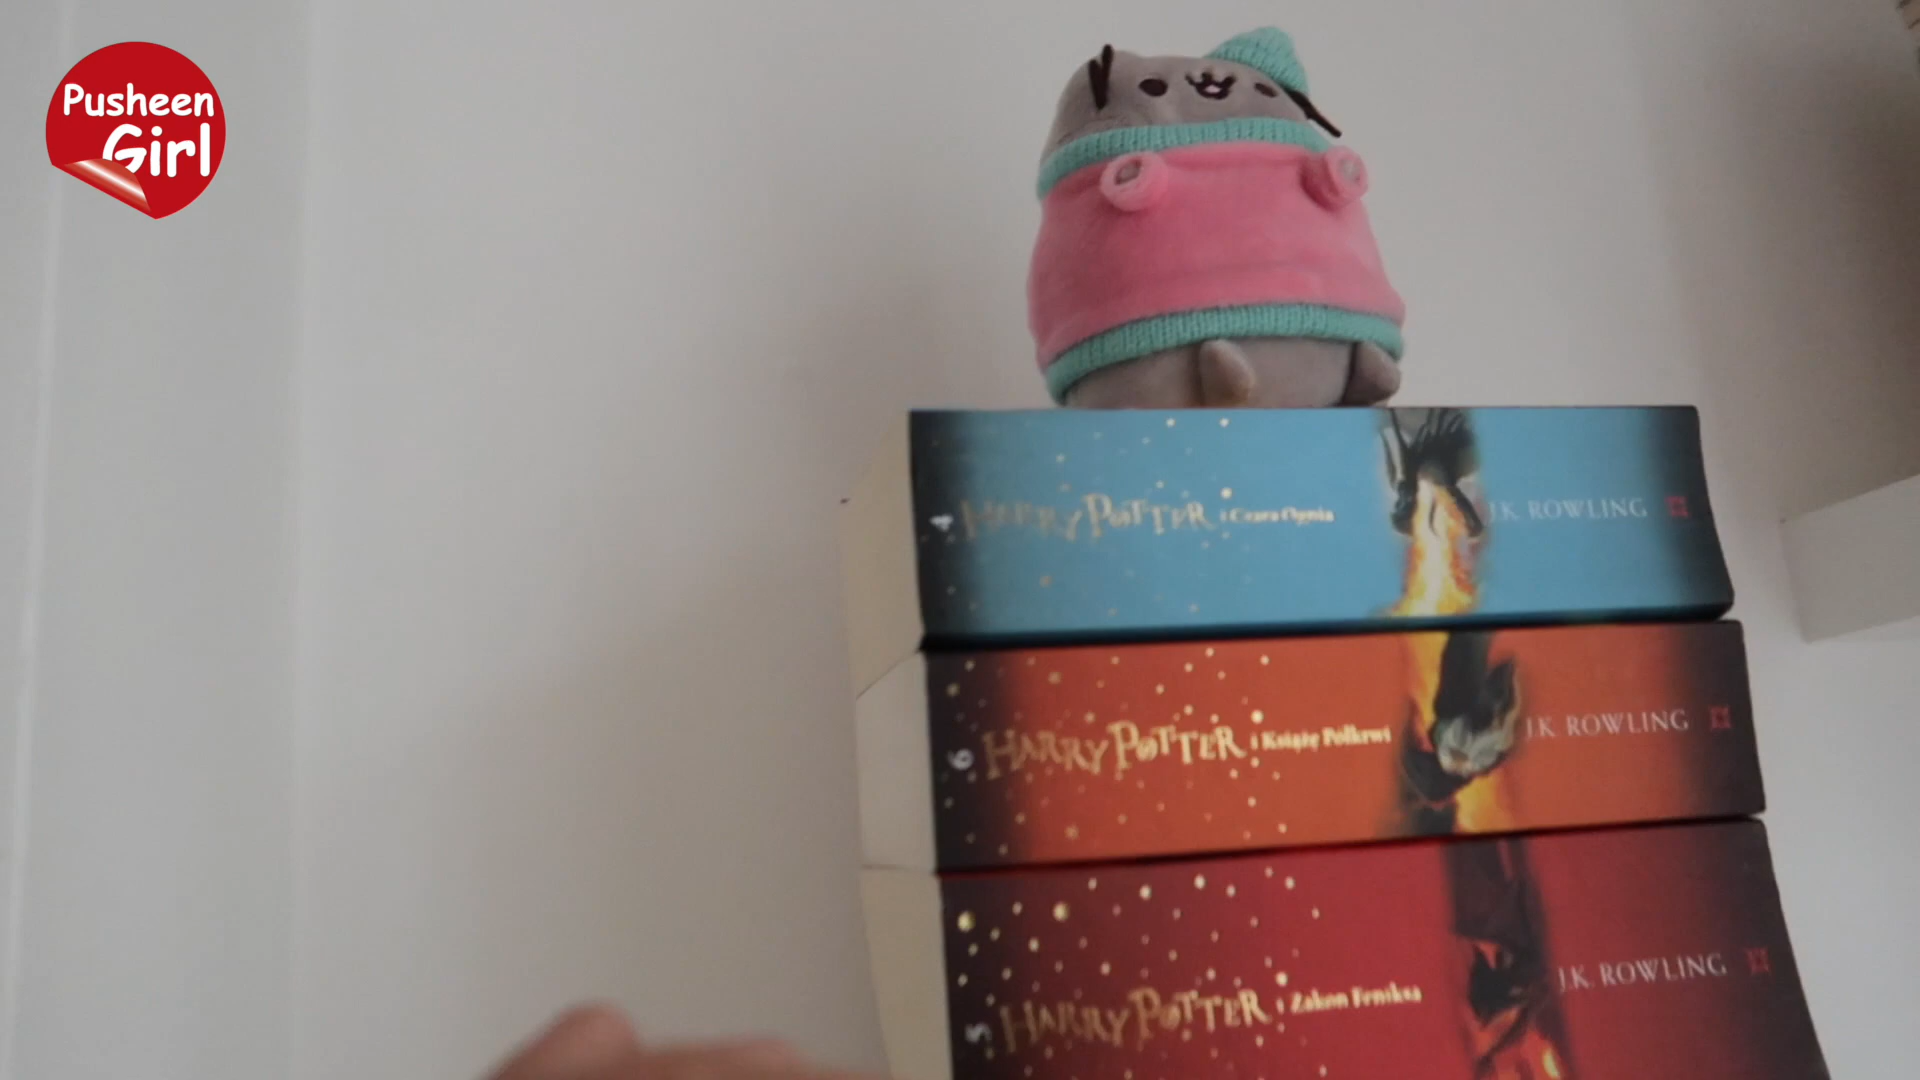 Pusheen
Girl
4 HARRY POTTER i Czara Ognia J.K. ROWLING
6 HARRY POTTER i Książę Półkrwi J.K. ROWLING
5 HARRY POTTER i Zakon Feniksa J.K. ROWLING